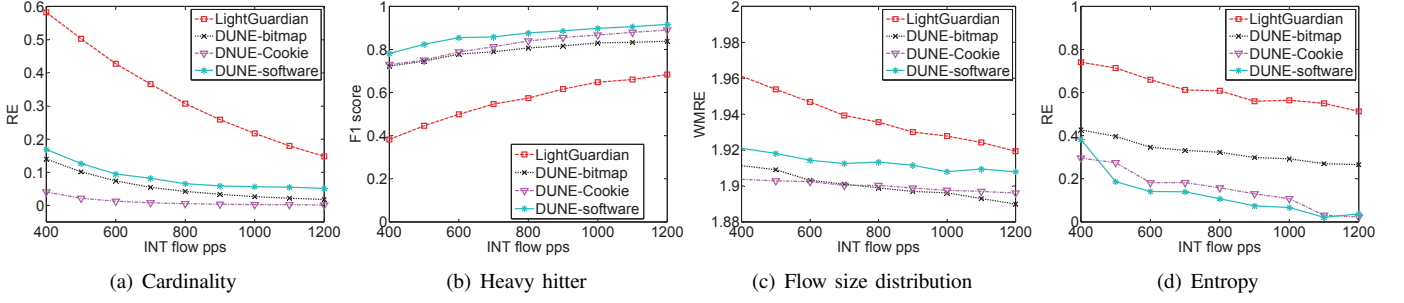 RE
0.6
0.5
0.4
0.3
0.2
0.1
0
400 600 800 1000 1200
INT flow pps
LightGuardian
DUNE-bitmap
DNUE-Cookie
DUNE-software
(a) Cardinality
F1 score
1
0.8
0.6
0.4
0.2
0
400 600 800 1000 1200
INT flow pps
LightGuardian
DUNE-bitmap
DUNE-Cookie
DUNE-software
(b) Heavy hitter
WMRE
2
1.98
1.96
1.94
1.92
1.9
1.88
400 600 800 1000 1200
INT flow pps
LightGuardian
DUNE-bitmap
DUNE-Cookie
DUNE-software
(c) Flow size distribution
RE
1
0.8
0.6
0.4
0.2
0
400 600 800 1000 1200
INT flow pps
LightGuardian
DUNE-bitmap
DUNE-Cookie
DUNE-software
(d) Entropy